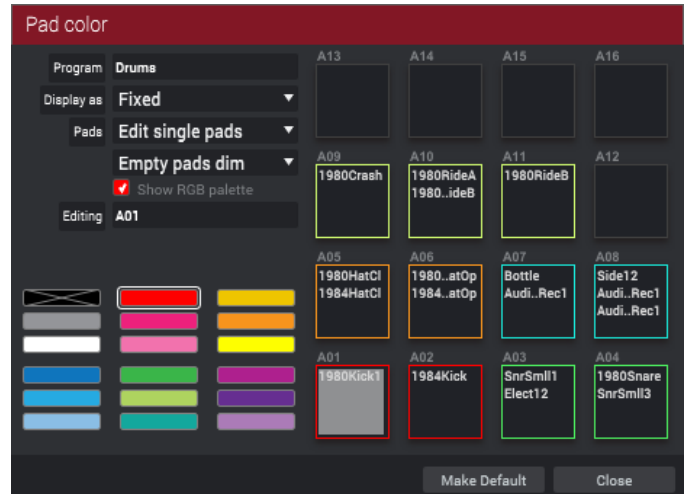 Pad color
Program Drums
Display as Fixed
Pads Edit single pads
Empty pads dim
Show RGB palette
Editing A01
A13 A14 A15 A16
A09 A10 A11 A12
1980Crash 1980RideA 1980RideB
1980..ideB
A05 A06 A07 A08
1980HatCl 1980..atOp Bottle Side12
1984HatCl 1984..atOp Audi..Rec1 Audi..Rec1
Audi..Rec1
A01 A02 A03 A04
1980Kick1 1984Kick SnrSmll1 1980Snare
Elect12 SnrSmll3
Make Default Close